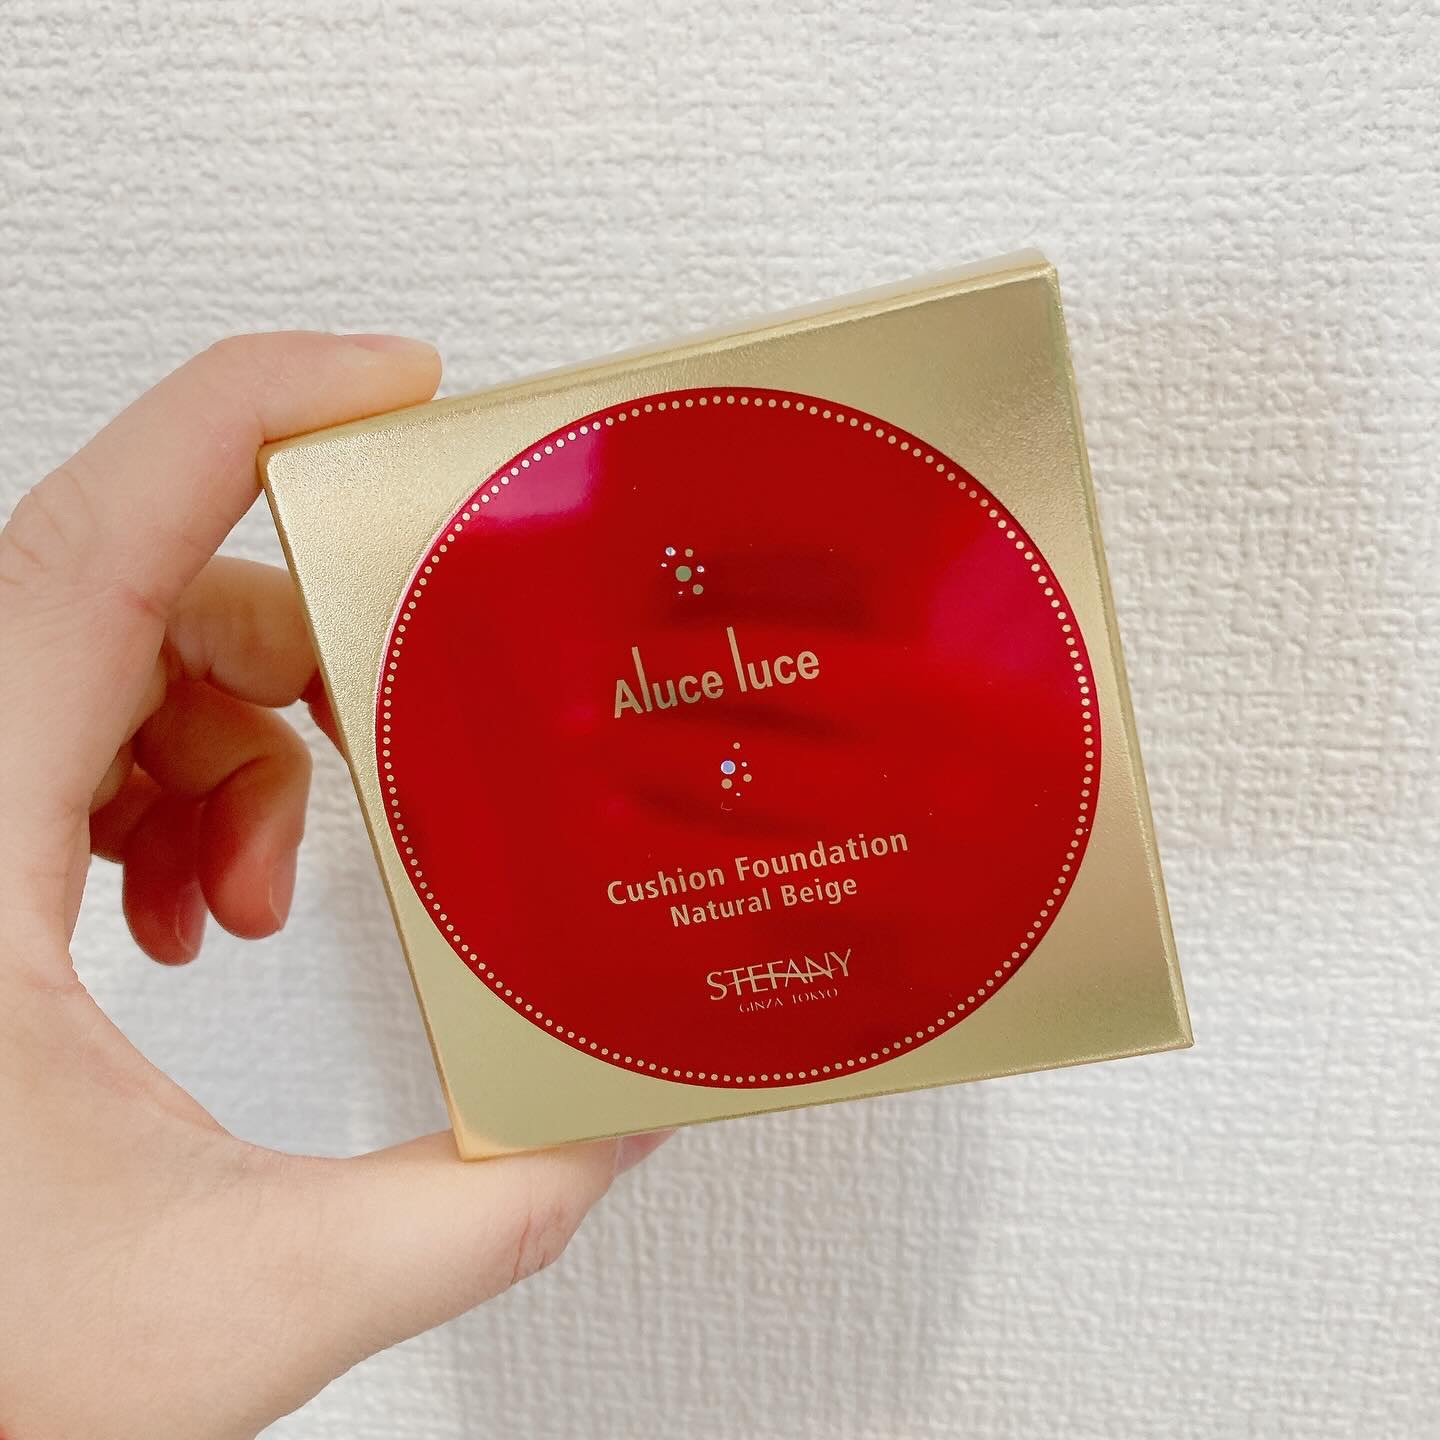 Aluce luce
Cushion Foundation
Natural Beige
STEFANY
GINZA TOKYO